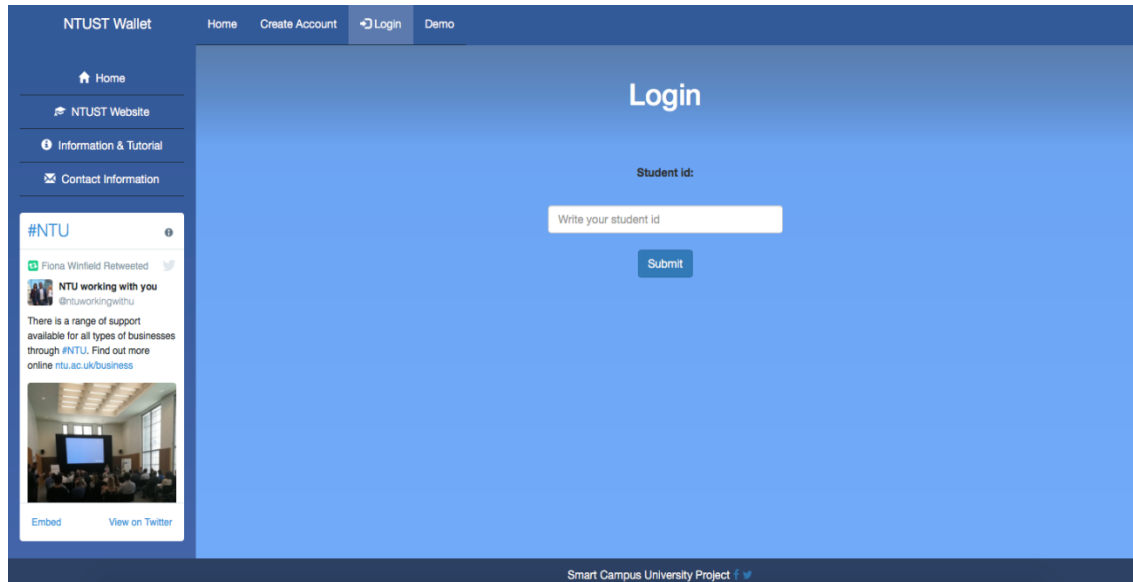 NTUST Wallet
Home
Create Account
Login
Demo
Home
NTUST Website
Information & Tutorial
Contact Information
#NTU
Fiona Winfield Retweeted
NTU working with you
@ntuworkingwithu
There is a range of support
available for all types of businesses
through #NTU. Find out more
online ntu.ac.uk/business
Embed
View on Twitter
Login
Student id:
Write your student id
Submit
Smart Campus University Project